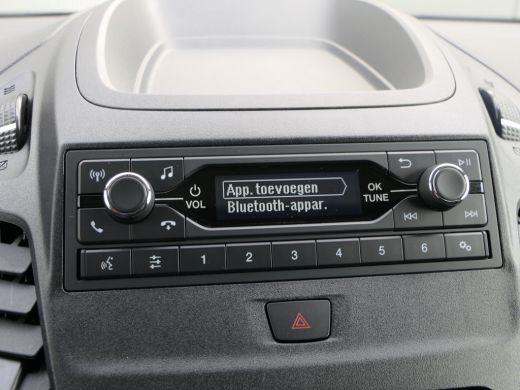 App. toevoegen
Bluetooth-appar.
VOL
OK
TUNE
1 2 3 4 5 6